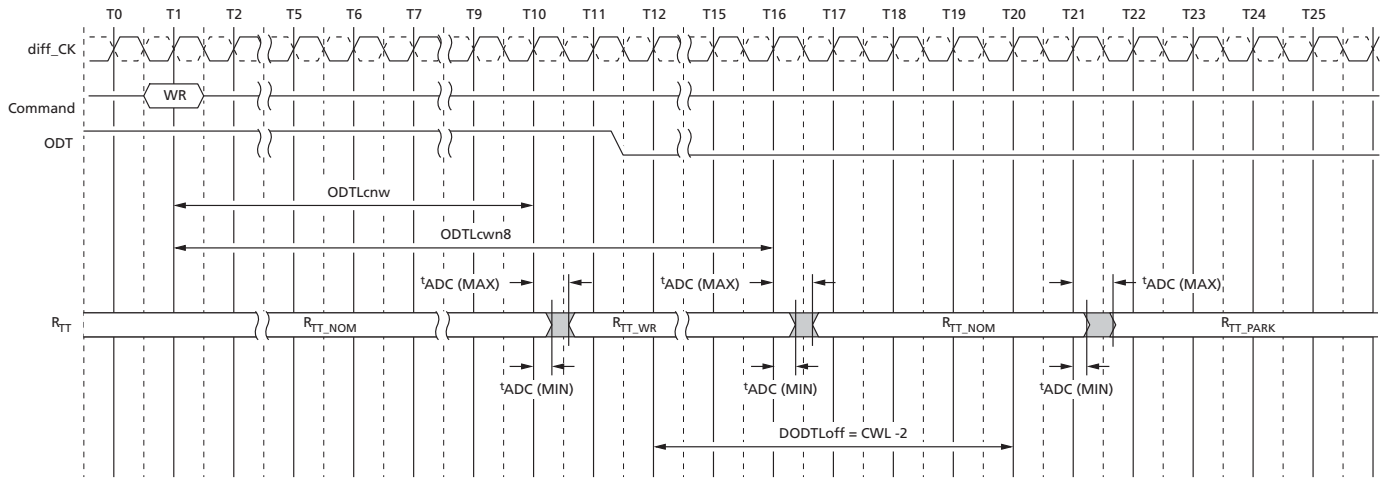 T0 T1 T2 T5 T6 T7 T9 T10 T11 T12 T15 T16 T17 T18 T19 T20 T21 T22 T23 T24 T25
diff_CK
Command WR
ODT
ODTLcnw
ODTLcwn8
tADC (MAX) tADC (MAX) tADC (MAX)
RTT RTT_NOM RTT_WR RTT_NOM RTT_PARK
tADC (MIN) tADC (MIN) tADC (MIN)
DODTLoff = CWL -2